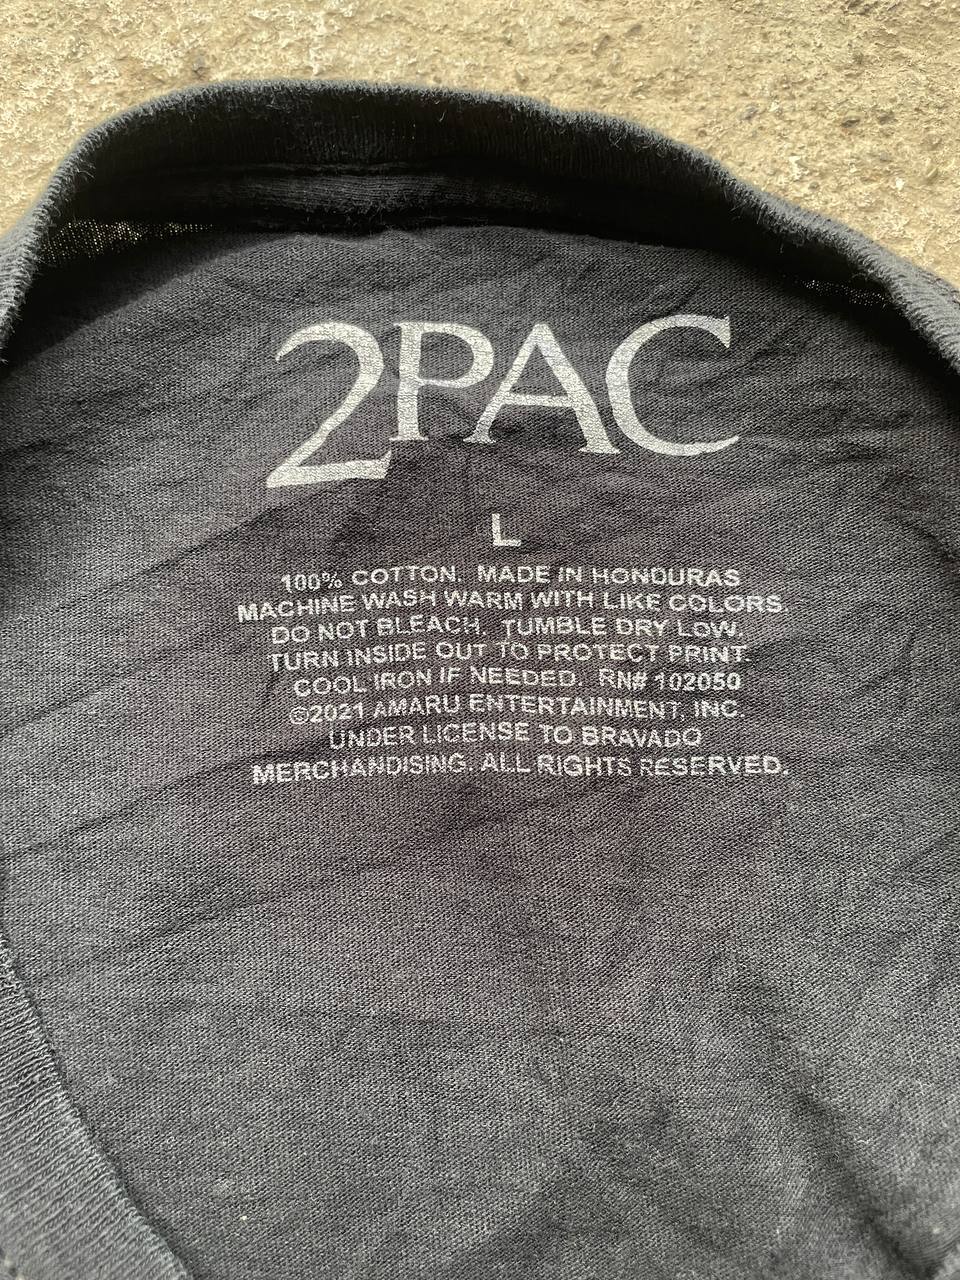 2PAC
L
100% COTTON. MADE IN HONDURAS
MACHINE WASH WARM WITH LIKE COLORS.
DO NOT BLEACH. TUMBLE DRY LOW.
TURN INSIDE OUT TO PROTECT PRINT.
COOL IRON IF NEEDED. RN# 102050
©2021 AMARU ENTERTAINMENT, INC.
UNDER LICENSE TO BRAVADO
MERCHANDISING. ALL RIGHTS RESERVED.